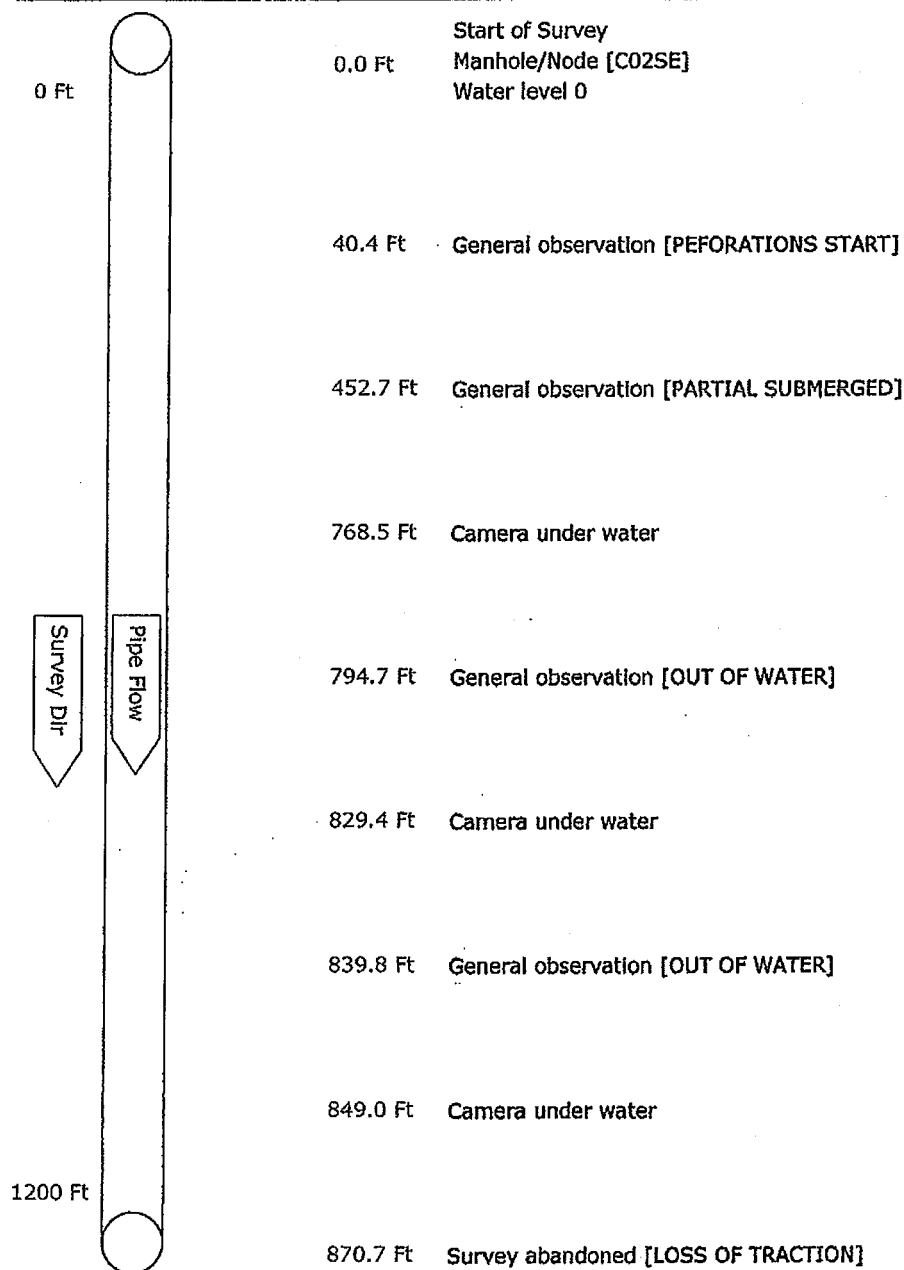 Start of Survey
0.0 Ft Manhole/Node [C02SE]
0 Ft Water level 0
40.4 Ft General observation [PEFORATIONS START]
452.7 Ft General observation [PARTIAL SUBMERGED]
768.5 Ft Camera under water
Survey Dir
Pipe Flow
794.7 Ft General observation [OUT OF WATER]
829.4 Ft Camera under water
839.8 Ft General observation [OUT OF WATER]
849.0 Ft Camera under water
1200 Ft
870.7 Ft Survey abandoned [LOSS OF TRACTION]